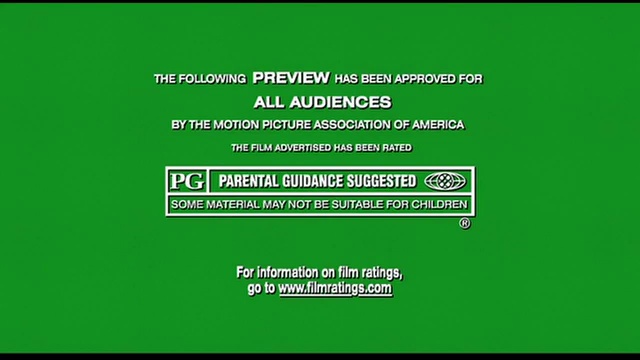 THE FOLLOWING PREVIEW HAS BEEN APPROVED FOR
ALL AUDIENCES
BY THE MOTION PICTURE ASSOCIATION OF AMERICA
THE FILM ADVERTISED HAS BEEN RATED
PG PARENTAL GUIDANCE SUGGESTED
SOME MATERIAL MAY NOT BE SUITABLE FOR CHILDREN
®
For information on film ratings,
go to www.filmratings.com